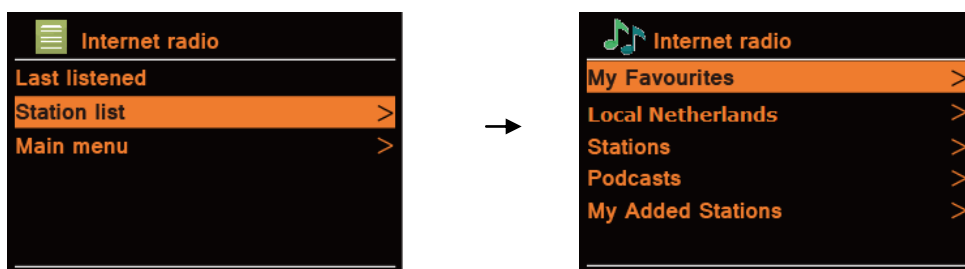 Internet radio
Last listened
Station list >
Main menu >
Internet radio
My Favourites >
Local Netherlands >
Stations >
Podcasts >
My Added Stations >